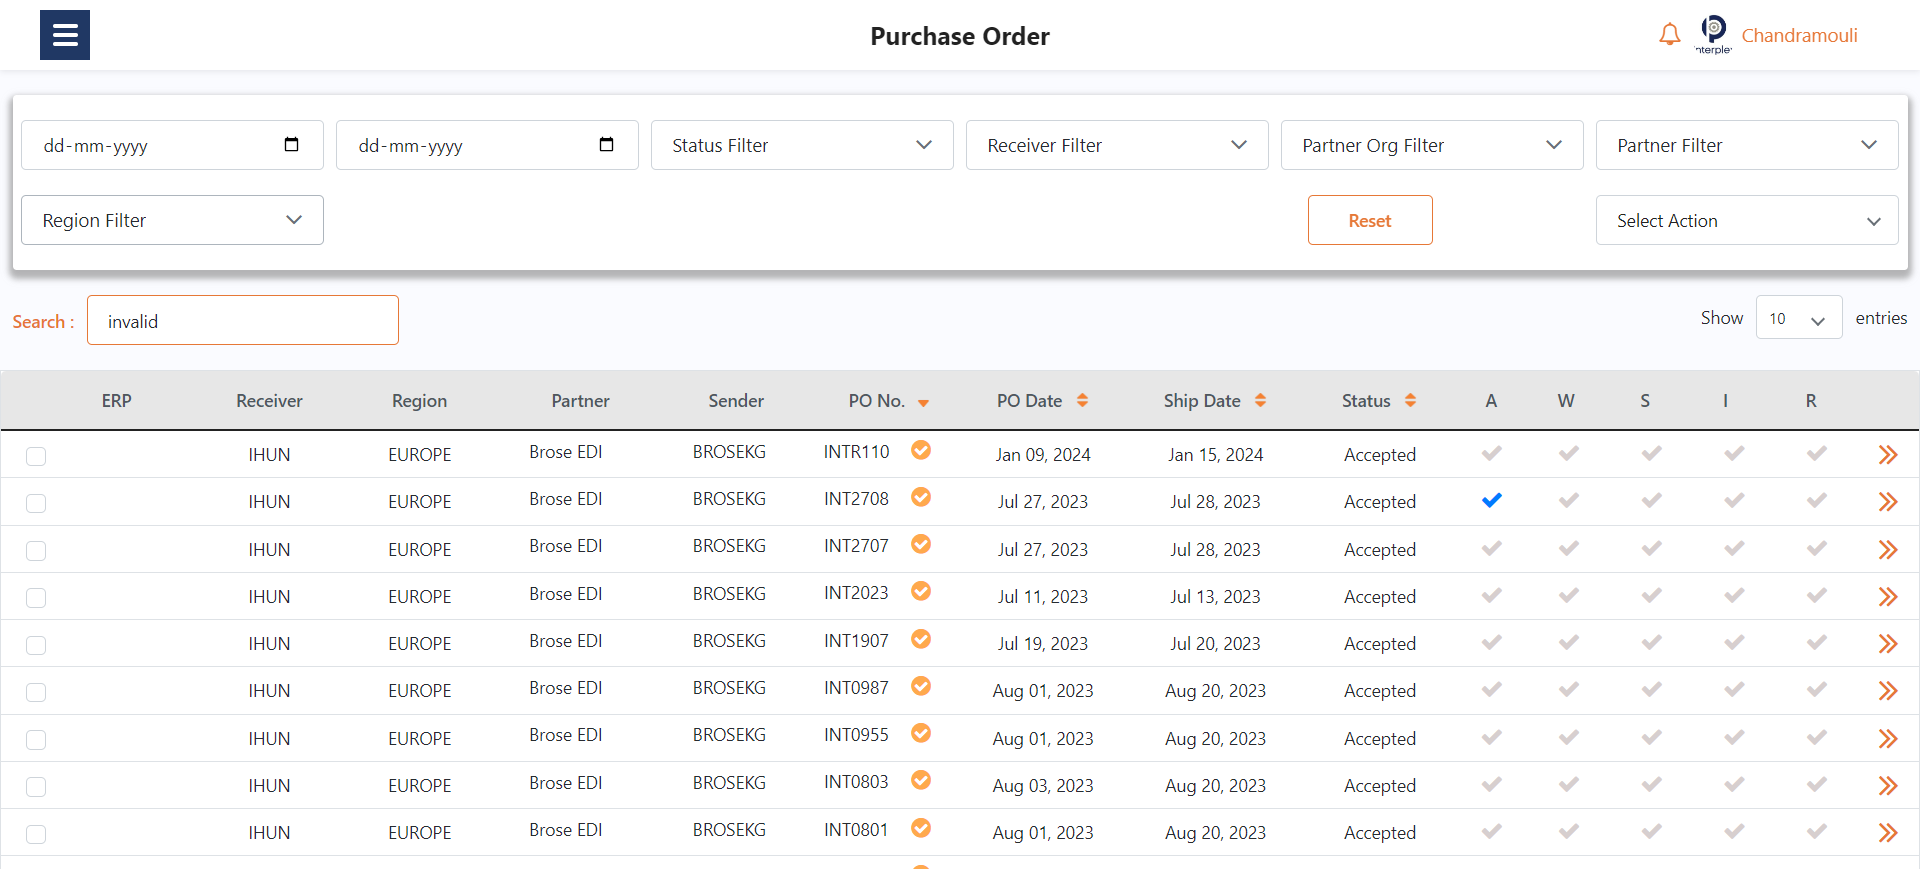 Purchase Order
nterple
Chandramouli
dd-mm-yyyy dd-mm-yyyy Status Filter Receiver Filter Partner Org Filter Partner Filter
Region Filter Reset Select Action
Search : invalid Show 10 entries
ERP Receiver Region Partner Sender PO No. PO Date Ship Date Status A W S I R
IHUN EUROPE Brose EDI BROSEKG INTR110 Jan 09, 2024 Jan 15, 2024 Accepted
IHUN EUROPE Brose EDI BROSEKG INT2708 Jul 27, 2023 Jul 28, 2023 Accepted
IHUN EUROPE Brose EDI BROSEKG INT2707 Jul 27, 2023 Jul 28, 2023 Accepted
IHUN EUROPE Brose EDI BROSEKG INT2023 Jul 11, 2023 Jul 13, 2023 Accepted
IHUN EUROPE Brose EDI BROSEKG INT1907 Jul 19, 2023 Jul 20, 2023 Accepted
IHUN EUROPE Brose EDI BROSEKG INT0987 Aug 01, 2023 Aug 20, 2023 Accepted
IHUN EUROPE Brose EDI BROSEKG INT0955 Aug 01, 2023 Aug 20, 2023 Accepted
IHUN EUROPE Brose EDI BROSEKG INT0803 Aug 03, 2023 Aug 20, 2023 Accepted
IHUN EUROPE Brose EDI BROSEKG INT0801 Aug 01, 2023 Aug 20, 2023 Accepted